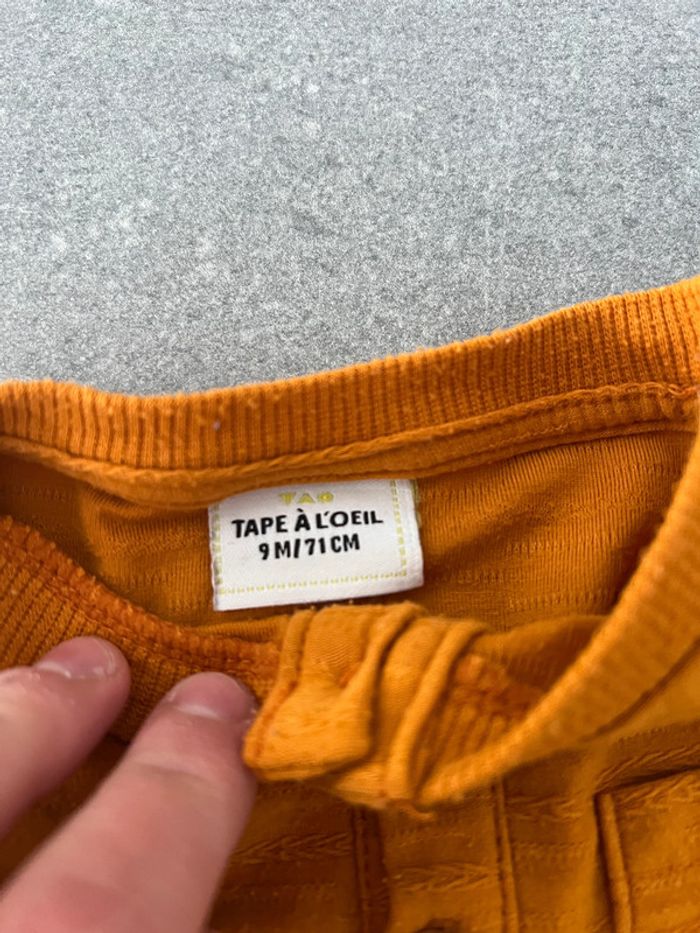 TAO
TAPE À L'OEIL
9M/71CM